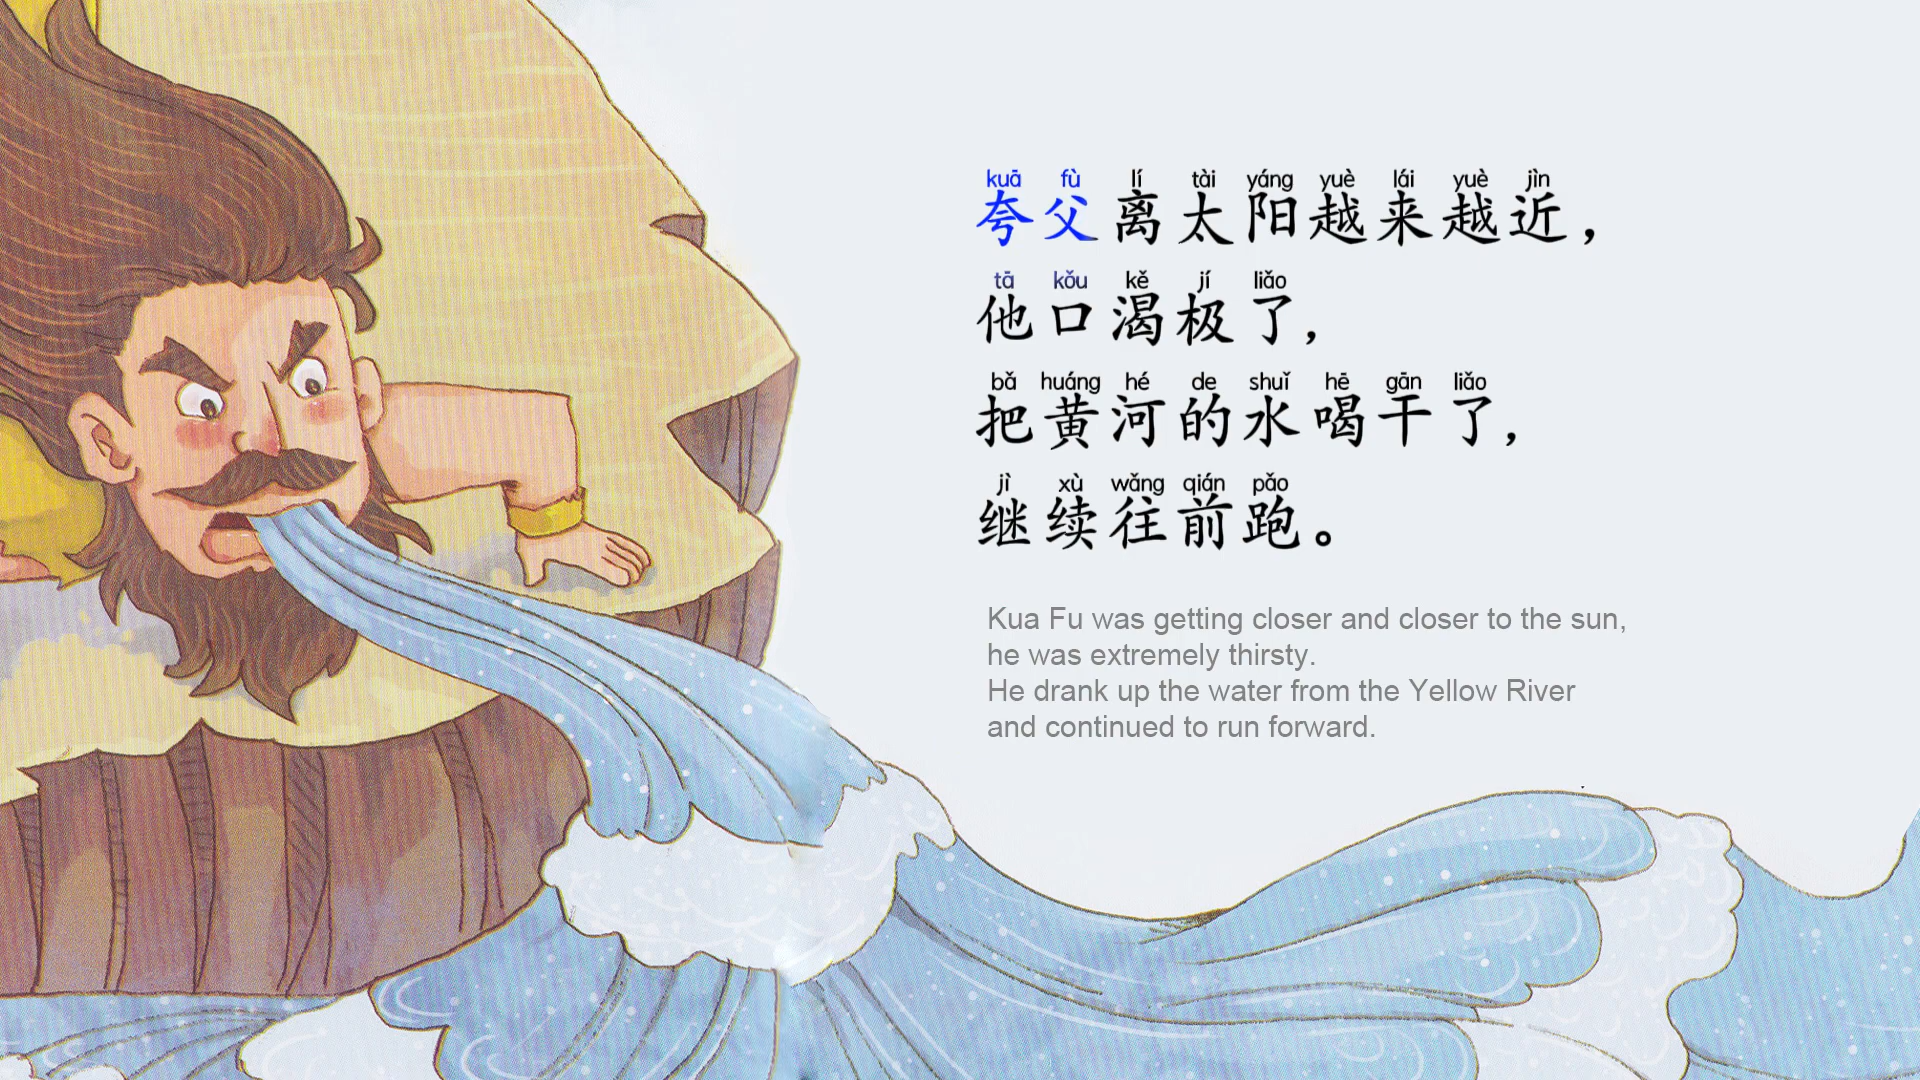 kuā fù lí tài yáng yuè lái yuè jìn
夸父离太阳越来越近，
tā kǒu kě jí liǎo
他口渴极了，
bǎ huáng hé de shuǐ hē gān liǎo
把黄河的水喝干了，
jì xù wǎng qián pǎo
继续往前跑。
Kua Fu was getting closer and closer to the sun,
he was extremely thirsty.
He drank up the water from the Yellow River
and continued to run forward.